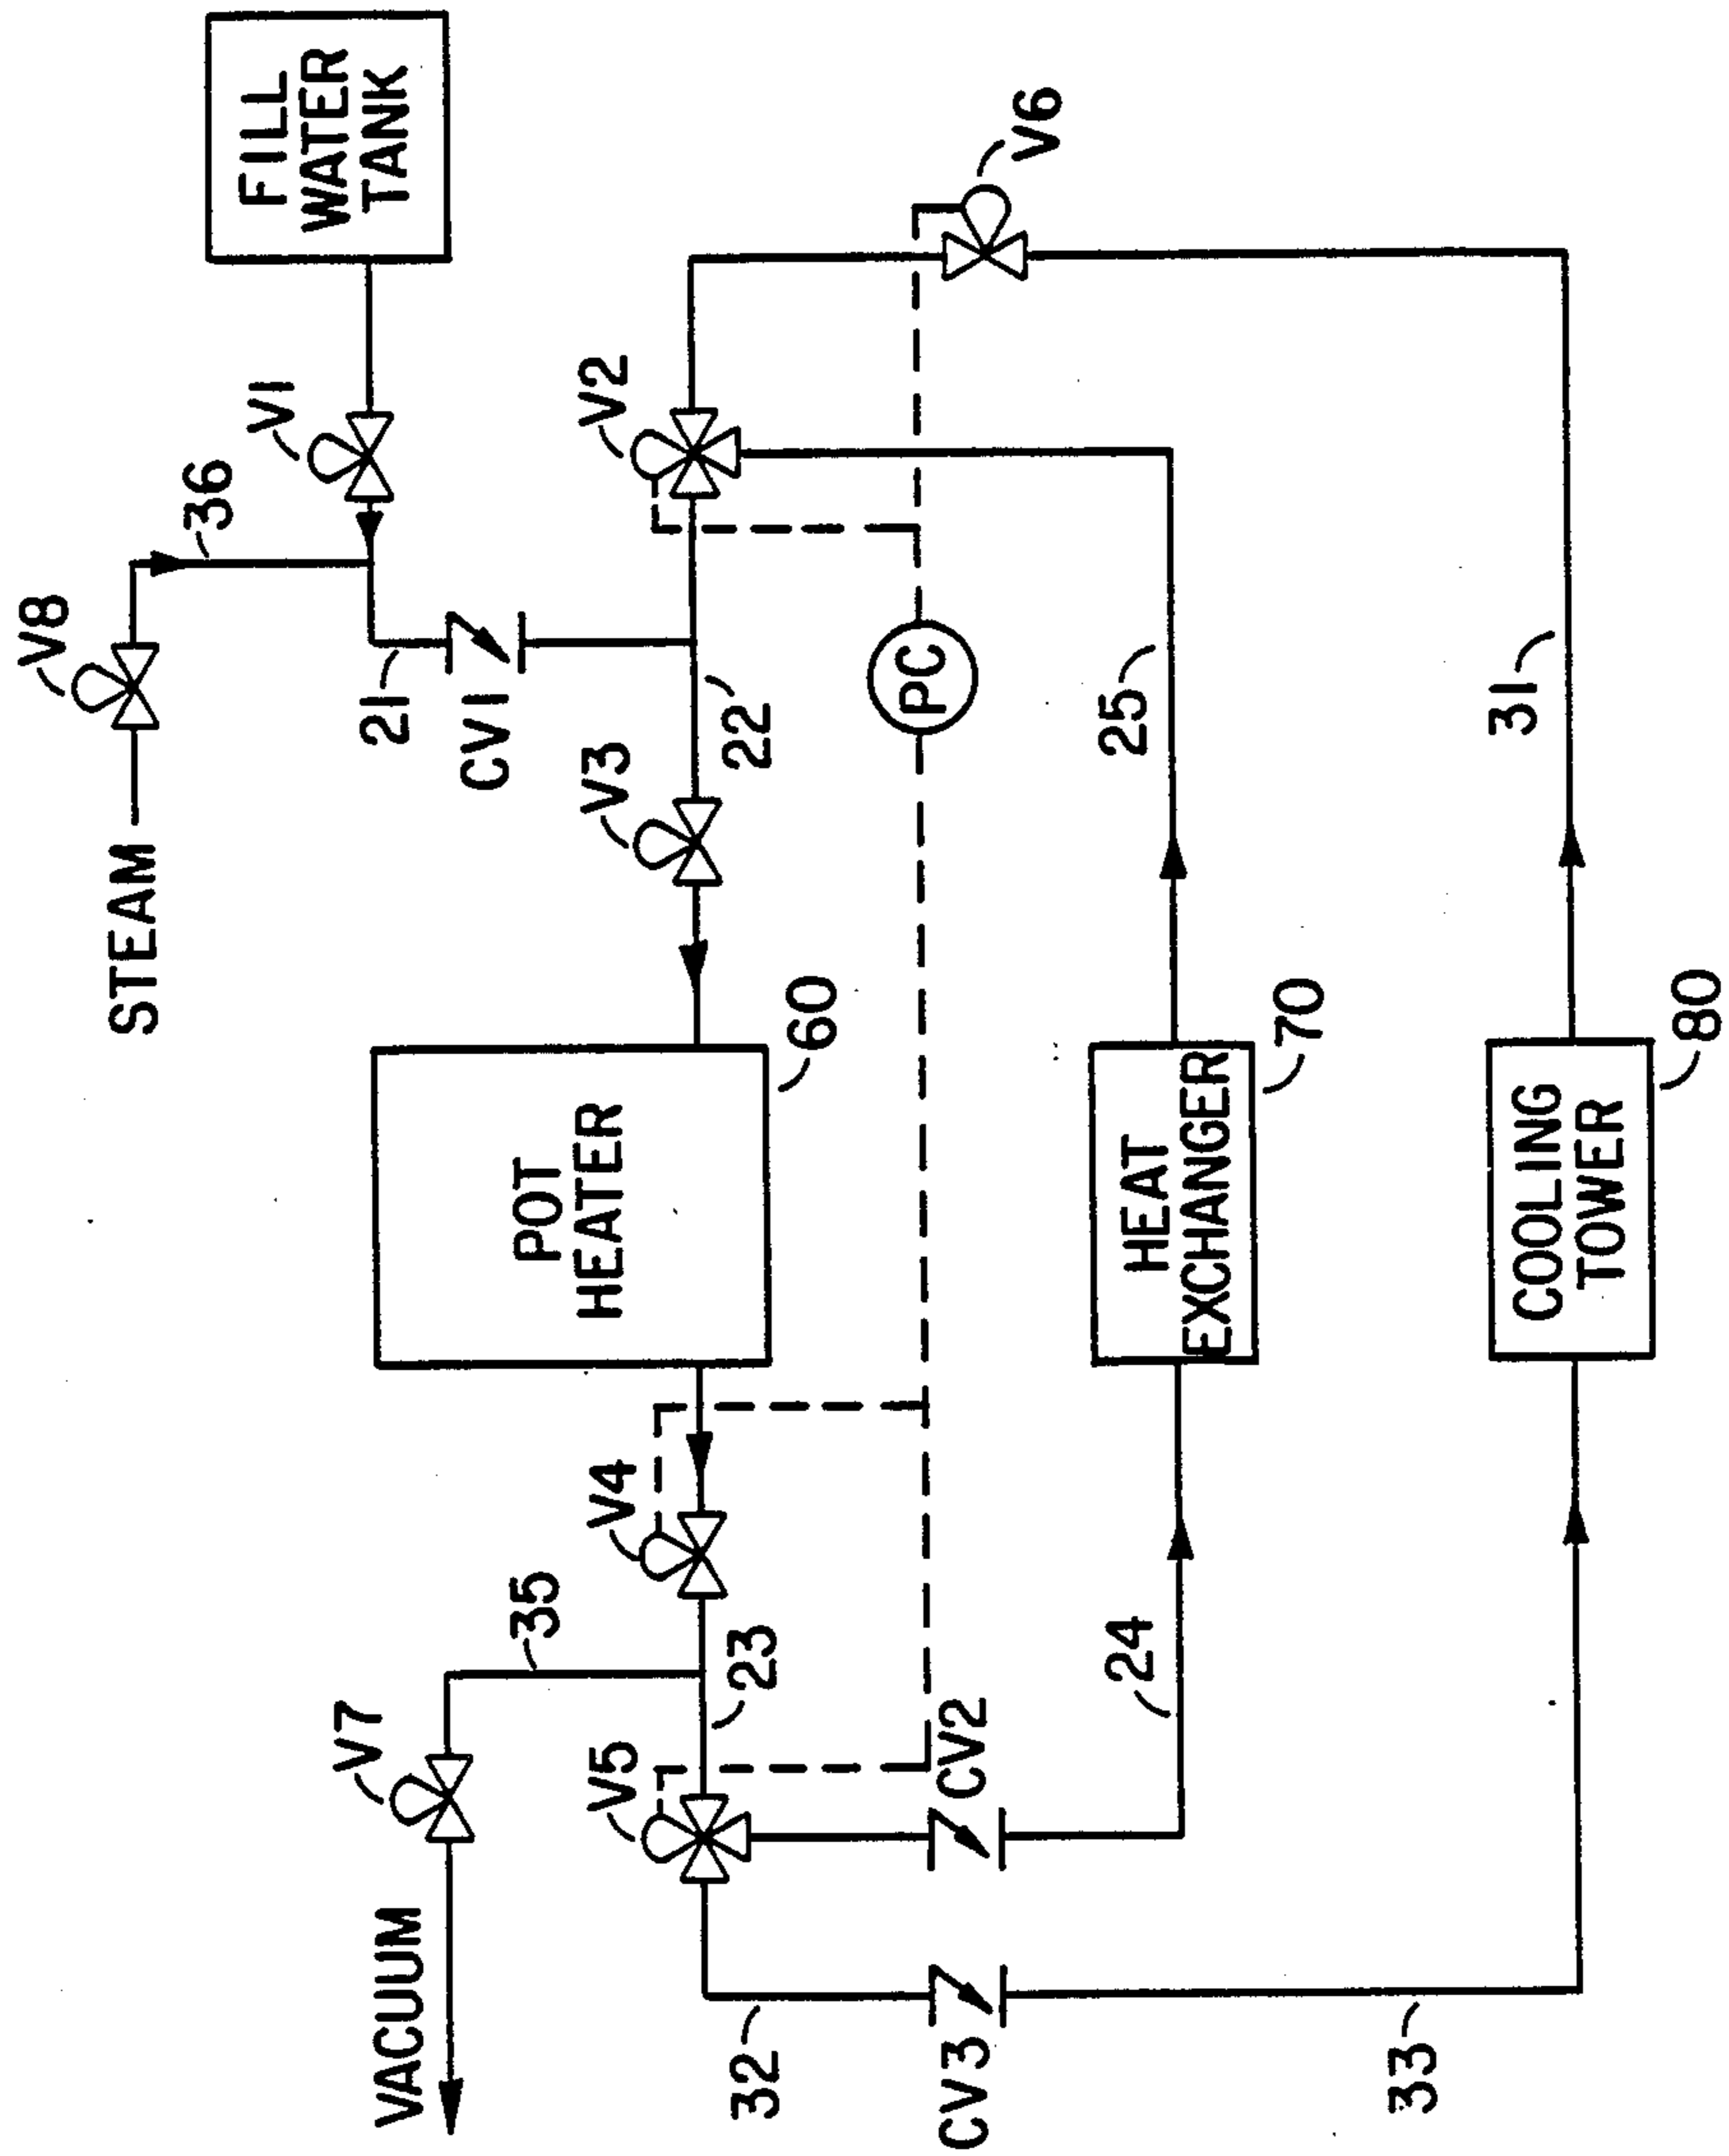 FILL
WATER
TANK
V1
36
V8
STEAM
21
CV1
V2
V6
22
V3
PC
25
31
POT
HEATER
60
HEAT
EXCHANGER
70
COOLING
TOWER
80
V4
35
23
V7
V5
VACUUM
CV2
24
32
CV3
33